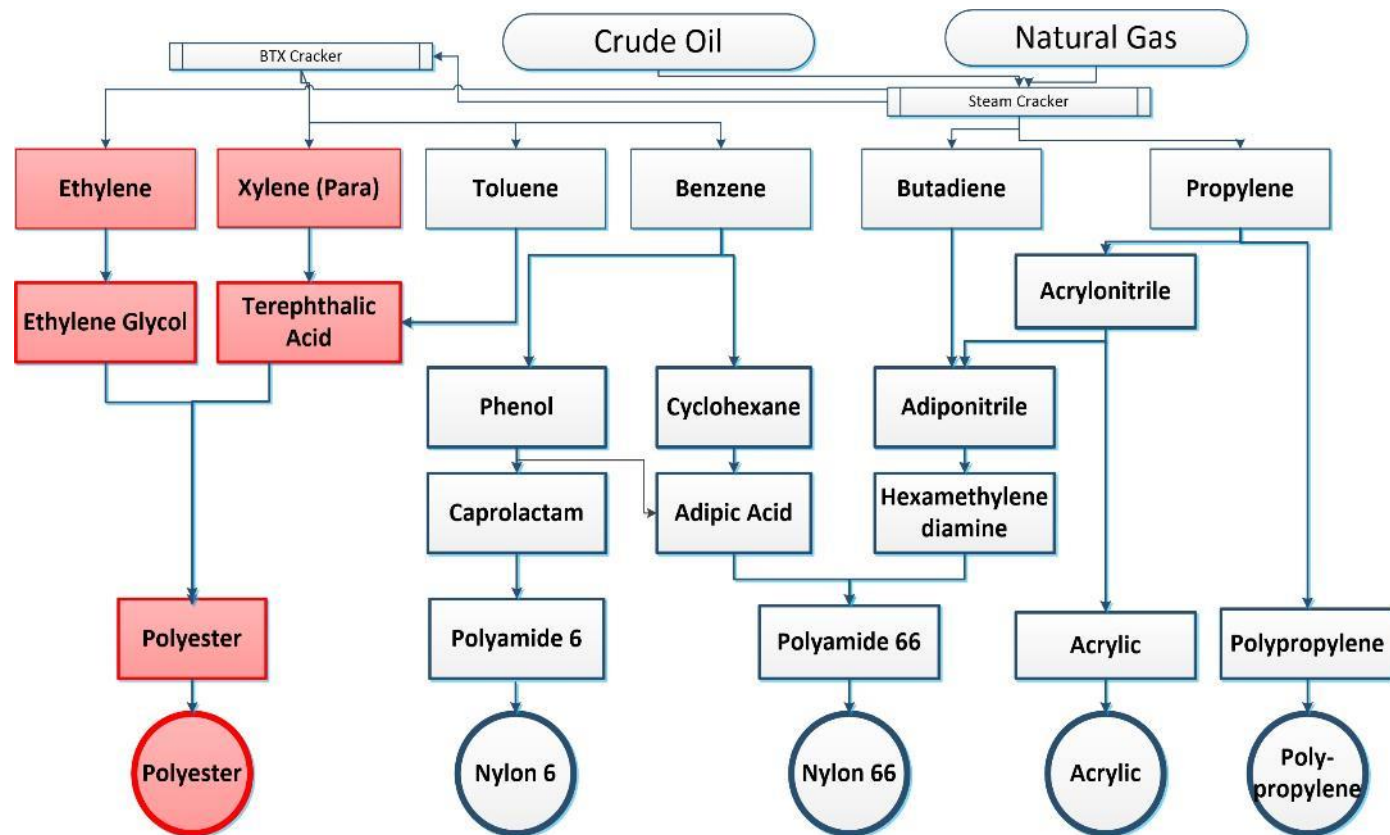 Crude Oil
Natural Gas
BTX Cracker
Steam Cracker
Ethylene
Xylene (Para)
Toluene
Benzene
Butadiene
Propylene
Ethylene Glycol
Terephthalic
Acid
Acrylonitrile
Phenol
Cyclohexane
Adiponitrile
Caprolactam
Adipic Acid
Hexamethylene
diamine
Polyester
Polyamide 6
Polyamide 66
Acrylic
Polypropylene
Polyester
Nylon 6
Nylon 66
Acrylic
Poly-
propylene